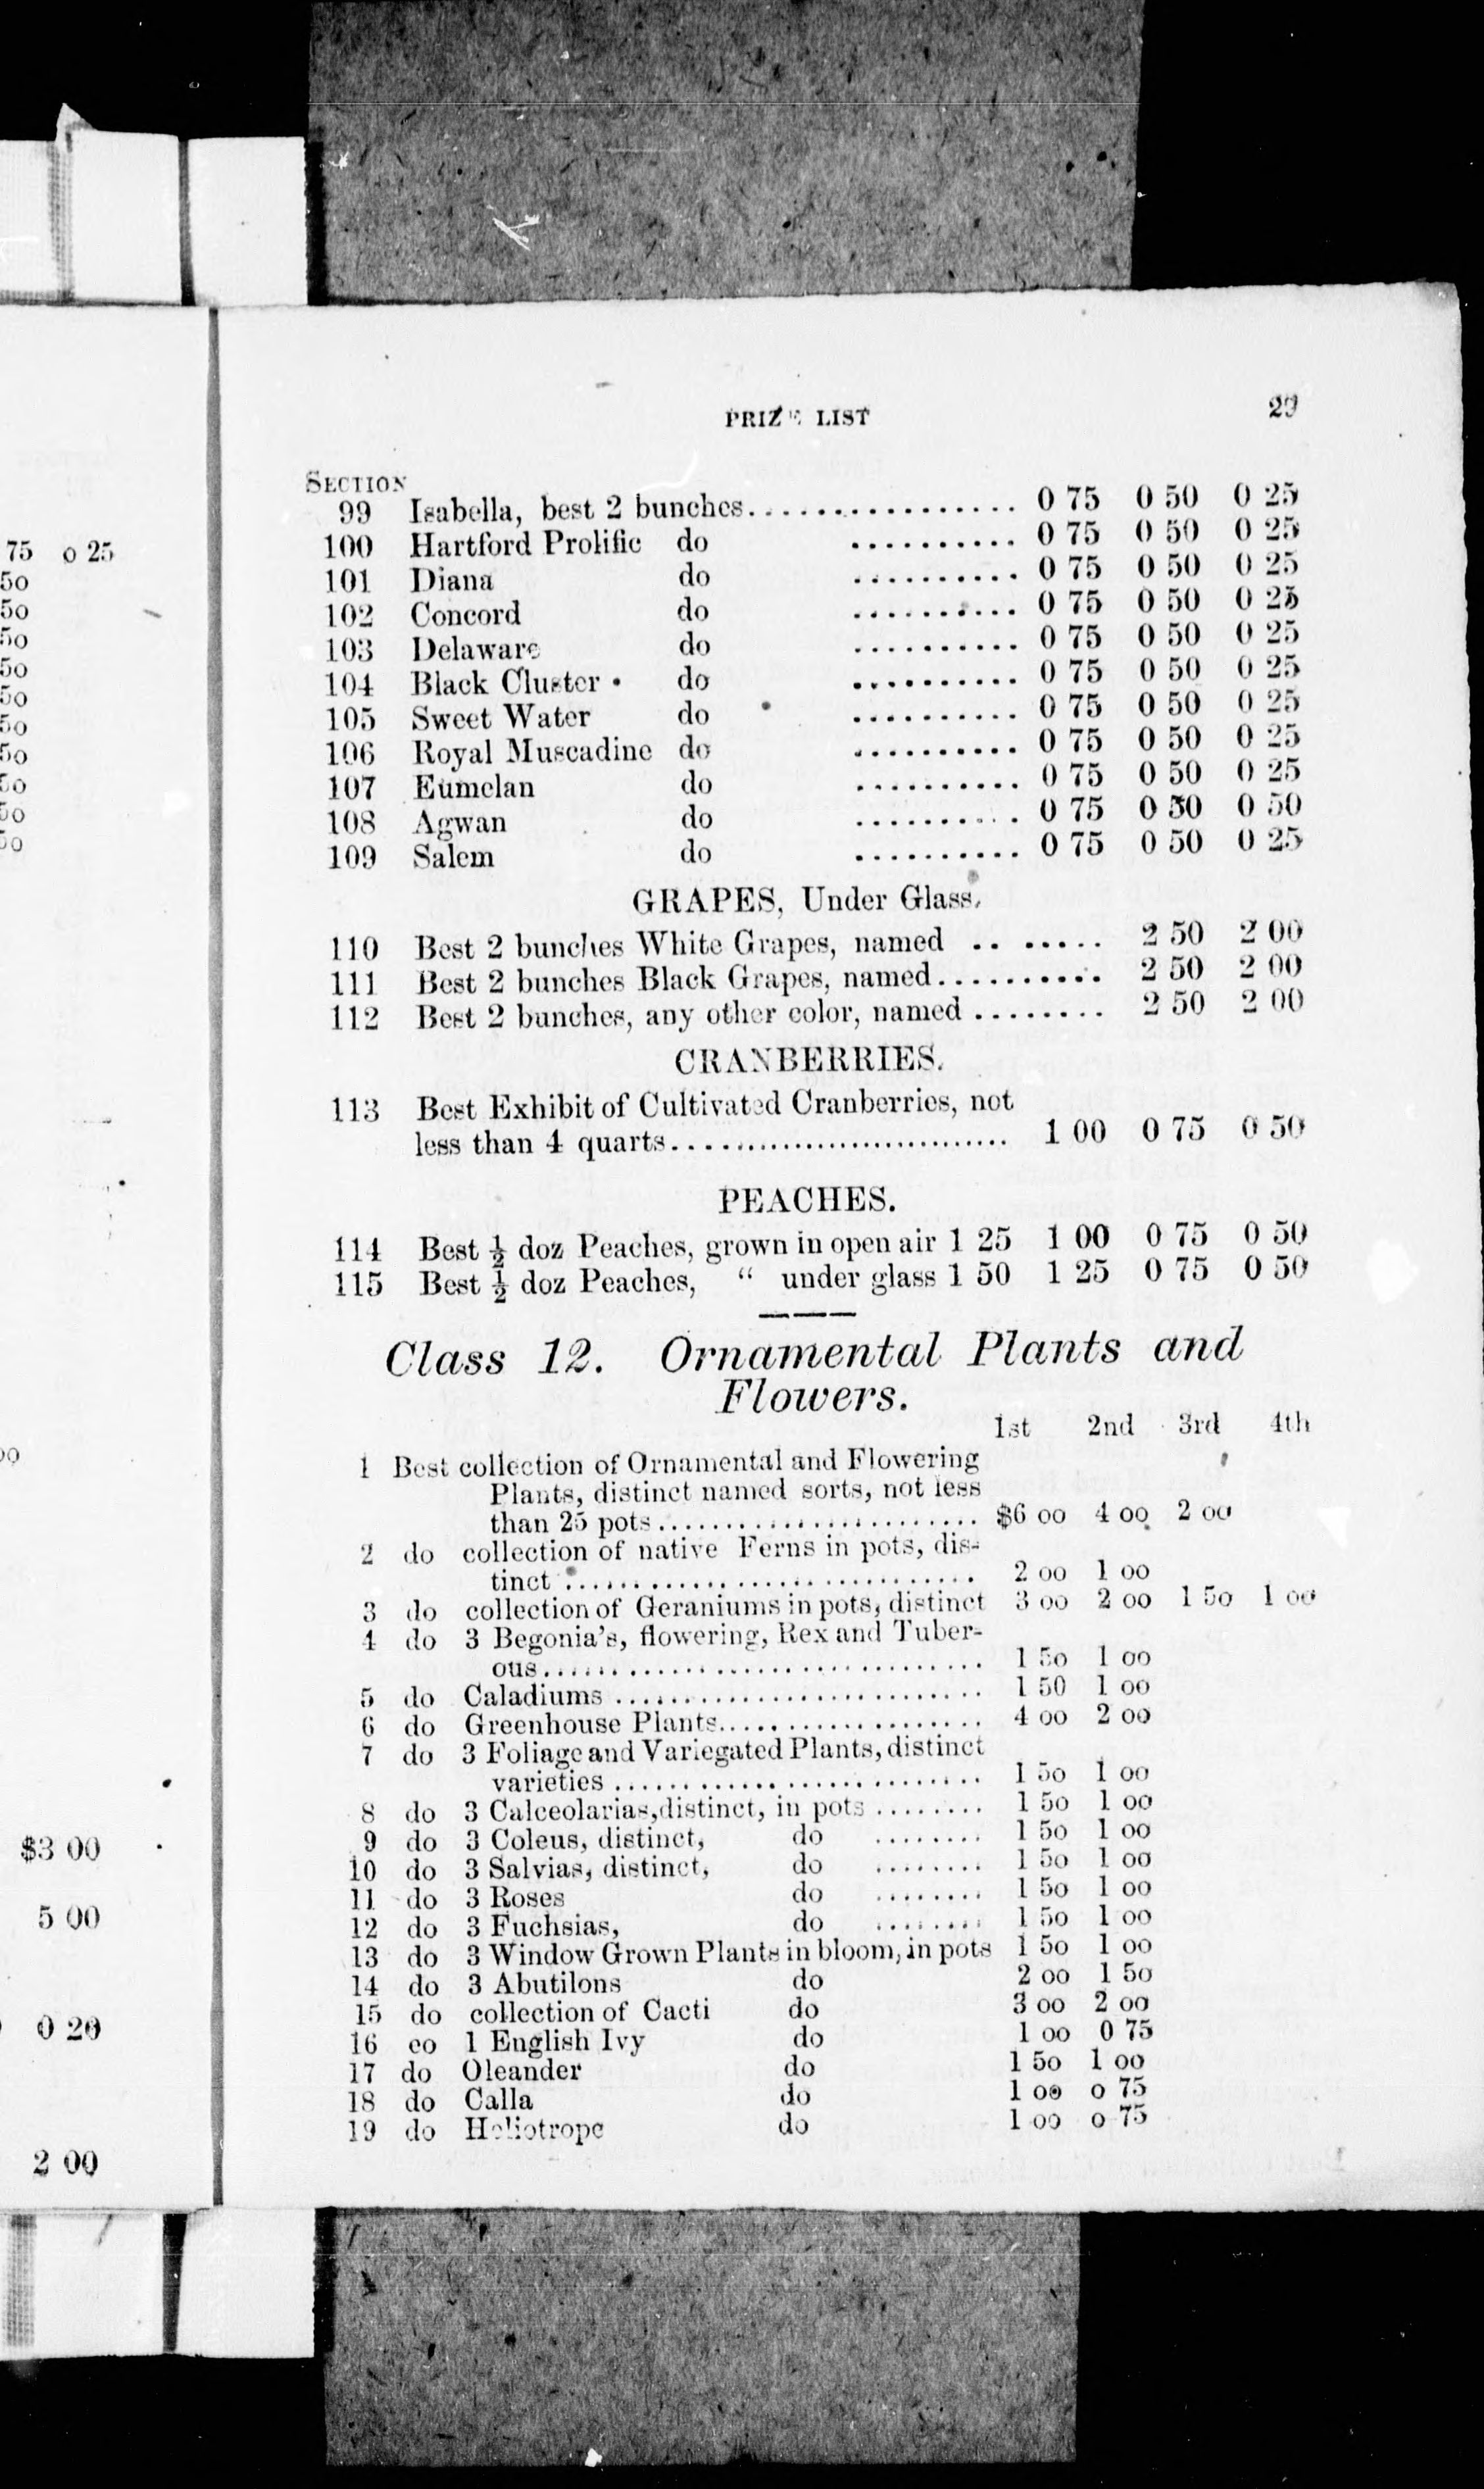 75 0 25
50
50
50
50
50
50
50
50
50
50
$3 00
5 00
0 20
2 00
PRIZE LIST 29
SECTION
99 Isabella, best 2 bunches................. 0 75 0 50 0 25
100 Hartford Prolific do .......... 0 75 0 50 0 25
101 Diana do .......... 0 75 0 50 0 25
102 Concord do .......... 0 75 0 50 0 25
103 Delaware do .......... 0 75 0 50 0 25
104 Black Cluster do .......... 0 75 0 50 0 25
105 Sweet Water do .......... 0 75 0 50 0 25
106 Royal Muscadine do .......... 0 75 0 50 0 25
107 Eumelan do .......... 0 75 0 50 0 25
108 Agwan do .......... 0 75 0 50 0 50
109 Salem do .......... 0 75 0 50 0 25
GRAPES, Under Glass.
110 Best 2 bunches White Grapes, named .. ...... 2 50 2 00
111 Best 2 bunches Black Grapes, named.......... 2 50 2 00
112 Best 2 bunches, any other color, named ........ 2 50 2 00
CRANBERRIES.
113 Best Exhibit of Cultivated Cranberries, not
less than 4 quarts............................ 1 00 0 75 0 50
PEACHES.
114 Best ½ doz Peaches, grown in open air 1 25 1 00 0 75 0 50
115 Best ½ doz Peaches, " under glass 1 50 1 25 0 75 0 50
Class 12. Ornamental Plants and
Flowers.
1st 2nd 3rd 4th
1 Best collection of Ornamental and Flowering
Plants, distinct named sorts, not less
than 25 pots........................ $6 00 4 00 2 00
2 do collection of native Ferns in pots, dis-
tinct .............................. 2 00 1 00
3 do collection of Geraniums in pots, distinct 3 00 2 00 1 50 1 00
4 do 3 Begonia's, flowering, Rex and Tuber-
ous................................ 1 50 1 00
5 do Caladiums ........................... 1 50 1 00
6 do Greenhouse Plants.................... 4 00 2 00
7 do 3 Foliage and Variegated Plants, distinct
varieties ........................... 1 50 1 00
8 do 3 Calceolarias,distinct, in pots ........ 1 50 1 00
9 do 3 Coleus, distinct, do ........ 1 50 1 00
10 do 3 Salvias, distinct, do ........ 1 50 1 00
11 do 3 Roses do ........ 1 50 1 00
12 do 3 Fuchsias, do ........ 1 50 1 00
13 do 3 Window Grown Plants in bloom, in pots 1 50 1 00
14 do 3 Abutilons do 2 00 1 50
15 do collection of Cacti do 3 00 2 00
16 co 1 English Ivy do 1 00 0 75
17 do Oleander do 1 50 1 00
18 do Calla do 1 00 0 75
19 do Heliotrope do 1 00 0 75